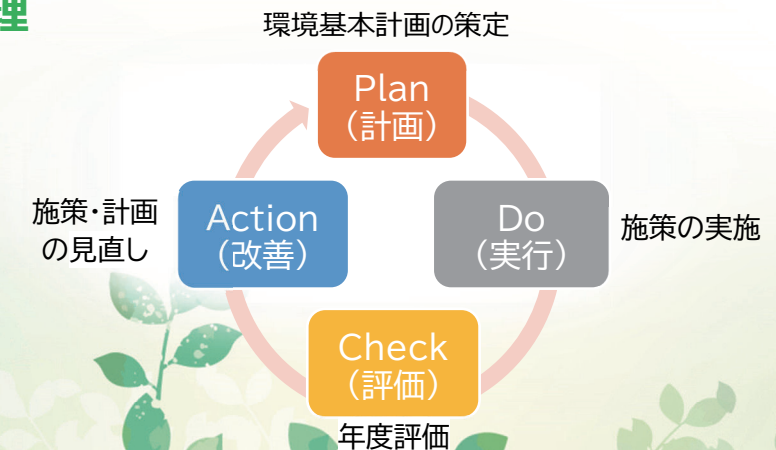 理
環境基本計画の策定
Plan
（計画）
施策・計画
の見直し
Action
（改善）
Do
（実行）
施策の実施
Check
（評価）
年度評価